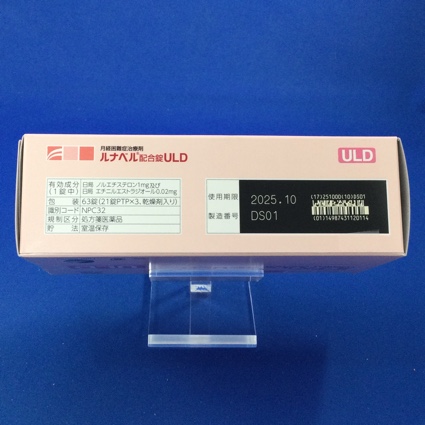 月経困難症治療剤
ルナベル配合錠ULD
ULD
有効成分(1錠中) 日局 ノルエチステロン1mg及び
日局 エチニルエストラジオール0.02mg
包装 63錠(21錠PTP×3、乾燥剤入り)
識別コード NPC32
規制区分 処方箋医薬品
貯法 室温保存
使用期限 2025.10
製造番号 DS01
(17)251000(10)DS01
(01)14987431120114